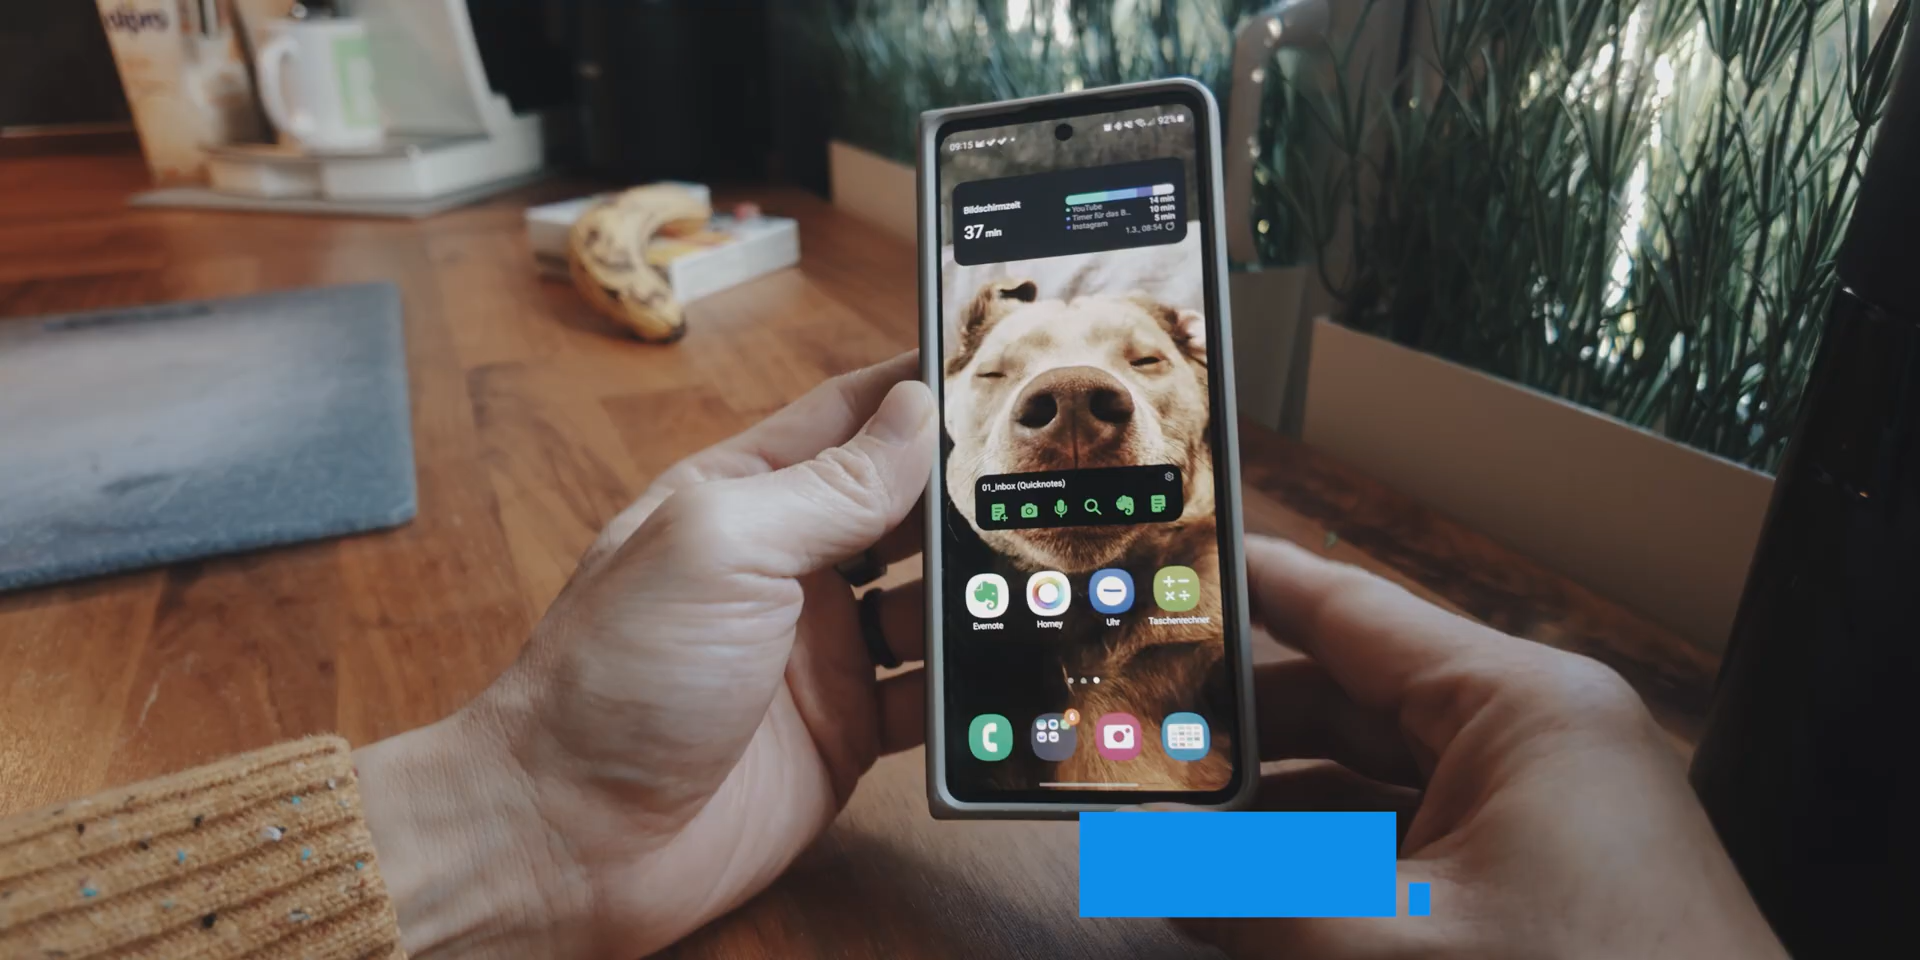 09:15
92%
Bildschirmzeit
37 min
14 min
YouTube 10 min
Timer für das B... 5 min
Instagram
1.3., 08:54
01_Inbox (Quicknotes)
Evernote
Homey
Uhr
Taschenrechner
6